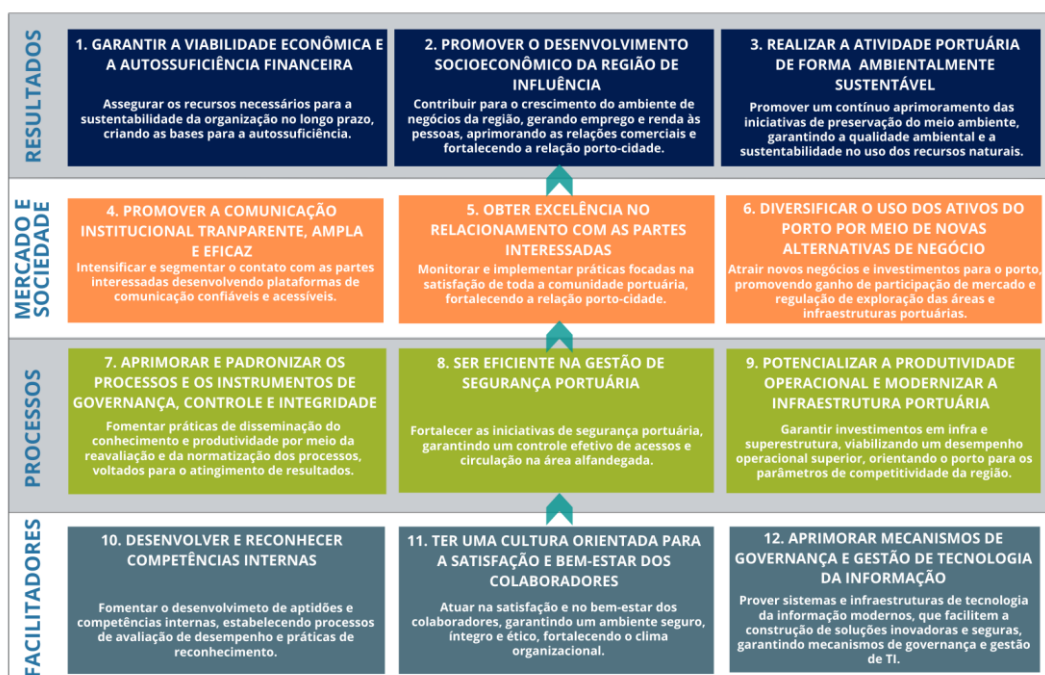 RESULTADOS
1. GARANTIR A VIABILIDADE ECONÔMICA E
A AUTOSSUFICIÊNCIA FINANCEIRA
Assegurar os recursos necessários para a
sustentabilidade da organização no longo prazo,
criando as bases para a autossuficiência.
2. PROMOVER O DESENVOLVIMENTO
SOCIOECONÔMICO DA REGIÃO DE
INFLUÊNCIA
Contribuir para o crescimento do ambiente de
negócios da região, gerando emprego e renda às
pessoas, aprimorando as relações comerciais e
fortalecendo a relação porto-cidade.
3. REALIZAR A ATIVIDADE PORTUÁRIA
DE FORMA AMBIENTALMENTE
SUSTENTÁVEL
Promover um contínuo aprimoramento das
iniciativas de preservação do meio ambiente,
garantindo a qualidade ambiental e a
sustentabilidade no uso dos recursos naturais.
MERCADO E
SOCIEDADE
4. PROMOVER A COMUNICAÇÃO
INSTITUCIONAL TRANPARENTE, AMPLA
E EFICAZ
Intensificar e segmentar o contato com as partes
interessadas desenvolvendo plataformas de
comunicação confiáveis e acessíveis.
5. OBTER EXCELÊNCIA NO
RELACIONAMENTO COM AS PARTES
INTERESSADAS
Monitorar e implementar práticas focadas na
satisfação de toda a comunidade portuária,
fortalecendo a relação porto-cidade.
6. DIVERSIFICAR O USO DOS ATIVOS DO
PORTO POR MEIO DE NOVAS
ALTERNATIVAS DE NEGÓCIO
Atrair novos negócios e investimentos para o porto,
promovendo ganho de participação de mercado e
regulação de exploração das áreas e
infraestruturas portuárias.
PROCESSOS
7. APRIMORAR E PADRONIZAR OS
PROCESSOS E OS INSTRUMENTOS DE
GOVERNANÇA, CONTROLE E INTEGRIDADE
Fomentar práticas de disseminação do
conhecimento e produtividade por meio da
reavaliação e da normatização dos processos,
voltados para o atingimento de resultados.
8. SER EFICIENTE NA GESTÃO DE
SEGURANÇA PORTUÁRIA
Fortalecer as iniciativas de segurança portuária,
garantindo um controle efetivo de acessos e
circulação na área alfandegada.
9. POTENCIALIZAR A PRODUTIVIDADE
OPERACIONAL E MODERNIZAR A
INFRAESTRUTURA PORTUÁRIA
Garantir investimentos em infra e
superestrutura, viabilizando um desempenho
operacional superior, orientando o porto para os
parâmetros de competitividade da região.
FACILITADORES
10. DESENVOLVER E RECONHECER
COMPETÊNCIAS INTERNAS
Fomentar o desenvolvimeto de aptidões e
competências internas, estabelecendo processos
de avaliação de desempenho e práticas de
reconhecimento.
11. TER UMA CULTURA ORIENTADA PARA
A SATISFAÇÃO E BEM-ESTAR DOS
COLABORADORES
Atuar na satisfação e no bem-estar dos
colaboradores, garantindo um ambiente seguro,
íntegro e ético, fortalecendo o clima
organizacional.
12. APRIMORAR MECANISMOS DE
GOVERNANÇA E GESTÃO DE TECNOLOGIA
DA INFORMAÇÃO
Prover sistemas e infraestruturas de tecnologia
da informação modernos, que facilitem a
construção de soluções inovadoras e seguras,
garantindo mecanismos de governança e gestão
de TI.